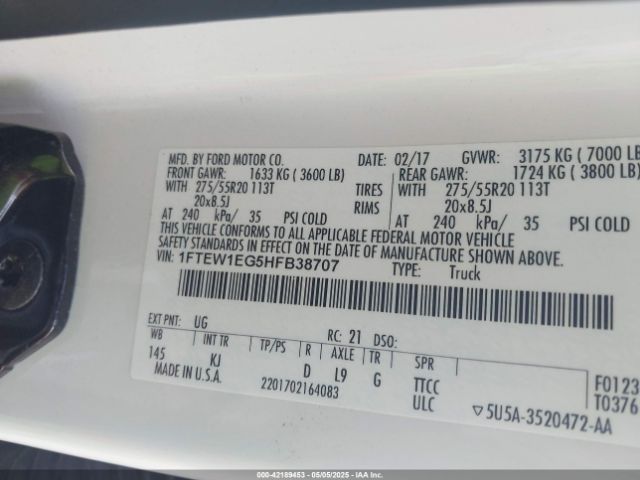 MFD. BY FORD MOTOR CO. DATE: 02/17 GVWR: 3175 KG ( 7000 LB
FRONT GAWR: 1633 KG ( 3600 LB) REAR GAWR: 1724 KG ( 3800 LB)
WITH 275/55R20 113T TIRES WITH 275/55R20 113T
20x8.5J RIMS 20x8.5J
AT 240 kPa/ 35 PSI COLD AT 240 kPa/ 35 PSI COLD
THIS VEHICLE CONFORMS TO ALL APPLICABLE FEDERAL MOTOR VEHICLE
SAFETY STANDARDS IN EFFECT ON THE DATE OF MANUFACTURE SHOWN ABOVE.
VIN: 1FTEW1EG5HFB38707 TYPE: Truck
EXT PNT: UG RC: 21 DSO:
WB INT TR TP/PS R AXLE TR SPR
145 KJ D L9 G TTCC F0123
MADE IN U.S.A. 2201702164083 ULC T0376
▽5U5A-3520472-AA
000-42189453 05/05/2025 COPYRIGHT IAA